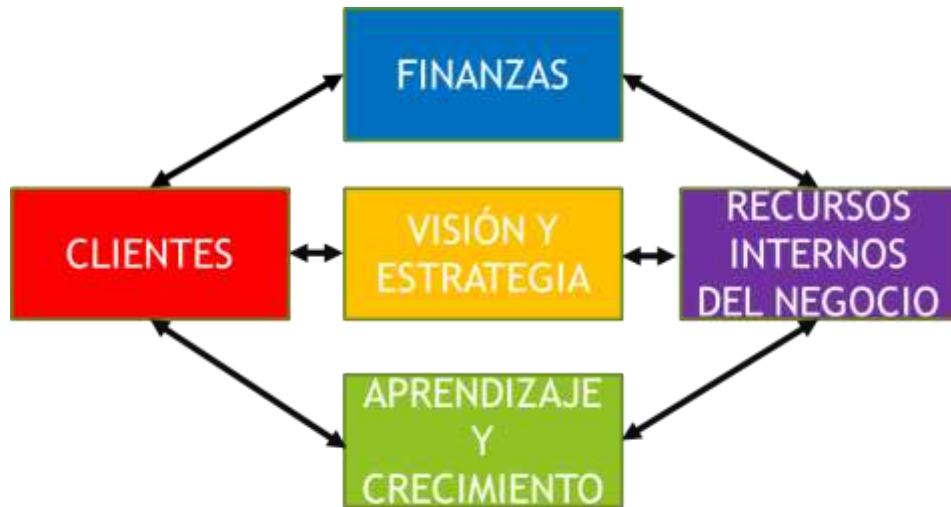 FINANZAS
CLIENTES
VISIÓN Y
ESTRATEGIA
RECURSOS
INTERNOS
DEL NEGOCIO
APRENDIZAJE
Y
CRECIMIENTO